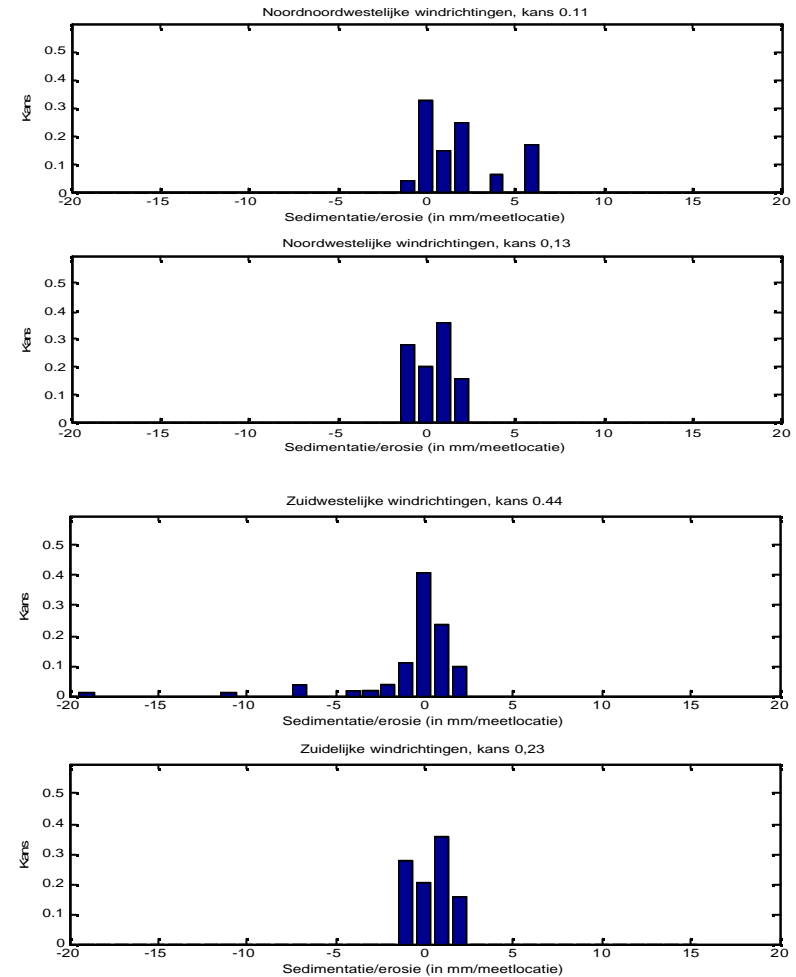 Noordnoordwestelijke windrichtingen, kans 0.11
0.5
0.4
0.3
0.2
0.1
0
Kans
-20 -15 -10 -5 0 5 10 15 20
Sedimentatie/erosie (in mm/meetlocatie)
Noordwestelijke windrichtingen, kans 0,13
0.5
0.4
0.3
0.2
0.1
0
Kans
-20 -15 -10 -5 0 5 10 15 20
Sedimentatie/erosie (in mm/meetlocatie)
Zuidwestelijke windrichtingen, kans 0.44
0.5
0.4
0.3
0.2
0.1
0
Kans
-20 -15 -10 -5 0 5 10 15 20
Sedimentatie/erosie (in mm/meetlocatie)
Zuidelijke windrichtingen, kans 0,23
0.5
0.4
0.3
0.2
0.1
0
Kans
-20 -15 -10 -5 0 5 10 15 20
Sedimentatie/erosie (in mm/meetlocatie)